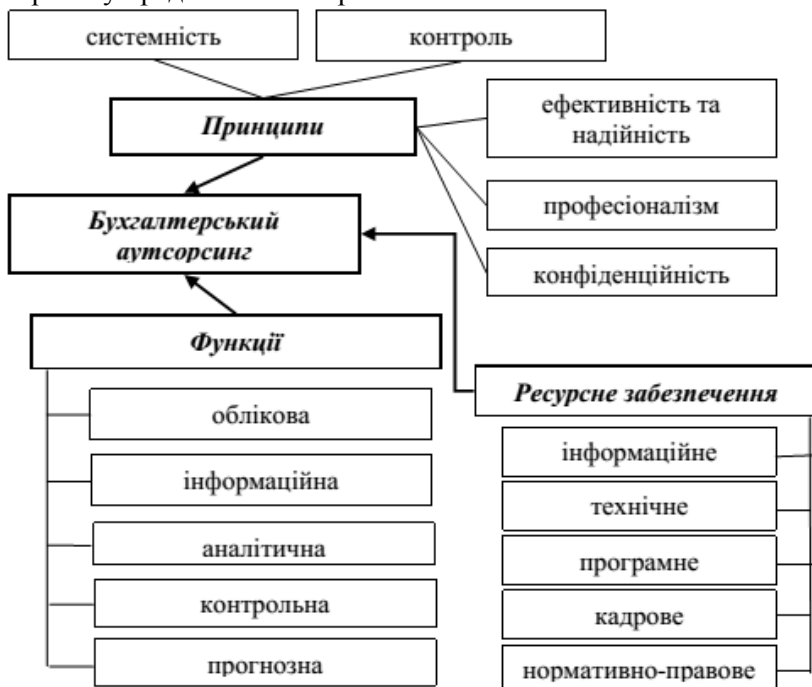 системність
контроль
Принципи
ефективність та
надійність
професіоналізм
конфіденційність
Бухгалтерський
аутсорсинг
Функції
облікова
інформаційна
аналітична
контрольна
прогнозна
Ресурсне забезпечення
інформаційне
технічне
програмне
кадрове
нормативно-правове